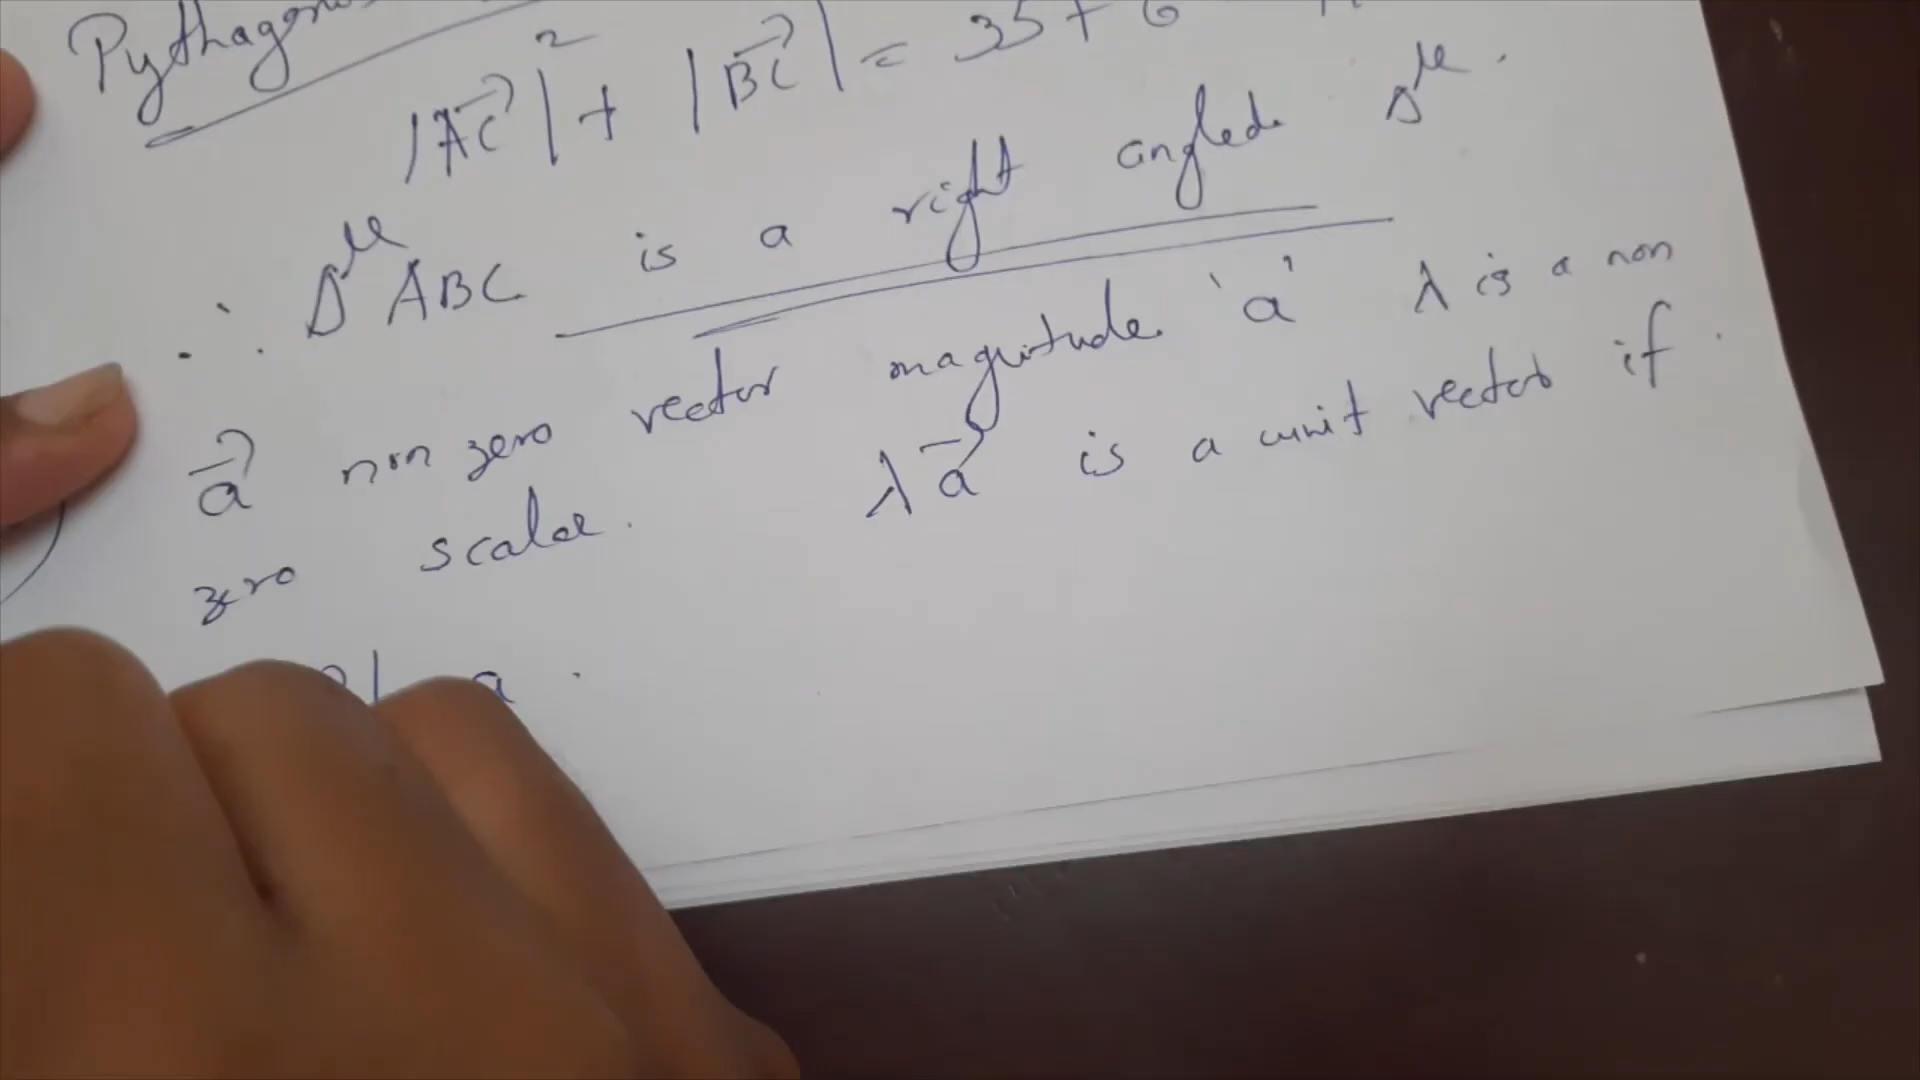 |AC|² + |BC| = 35 + 6
∴ Δle ABC is a right angled Δle.
a⃗ non zero vector magnitude 'a' λ is a non
zero scalar. λa⃗ is a unit vector if
a.